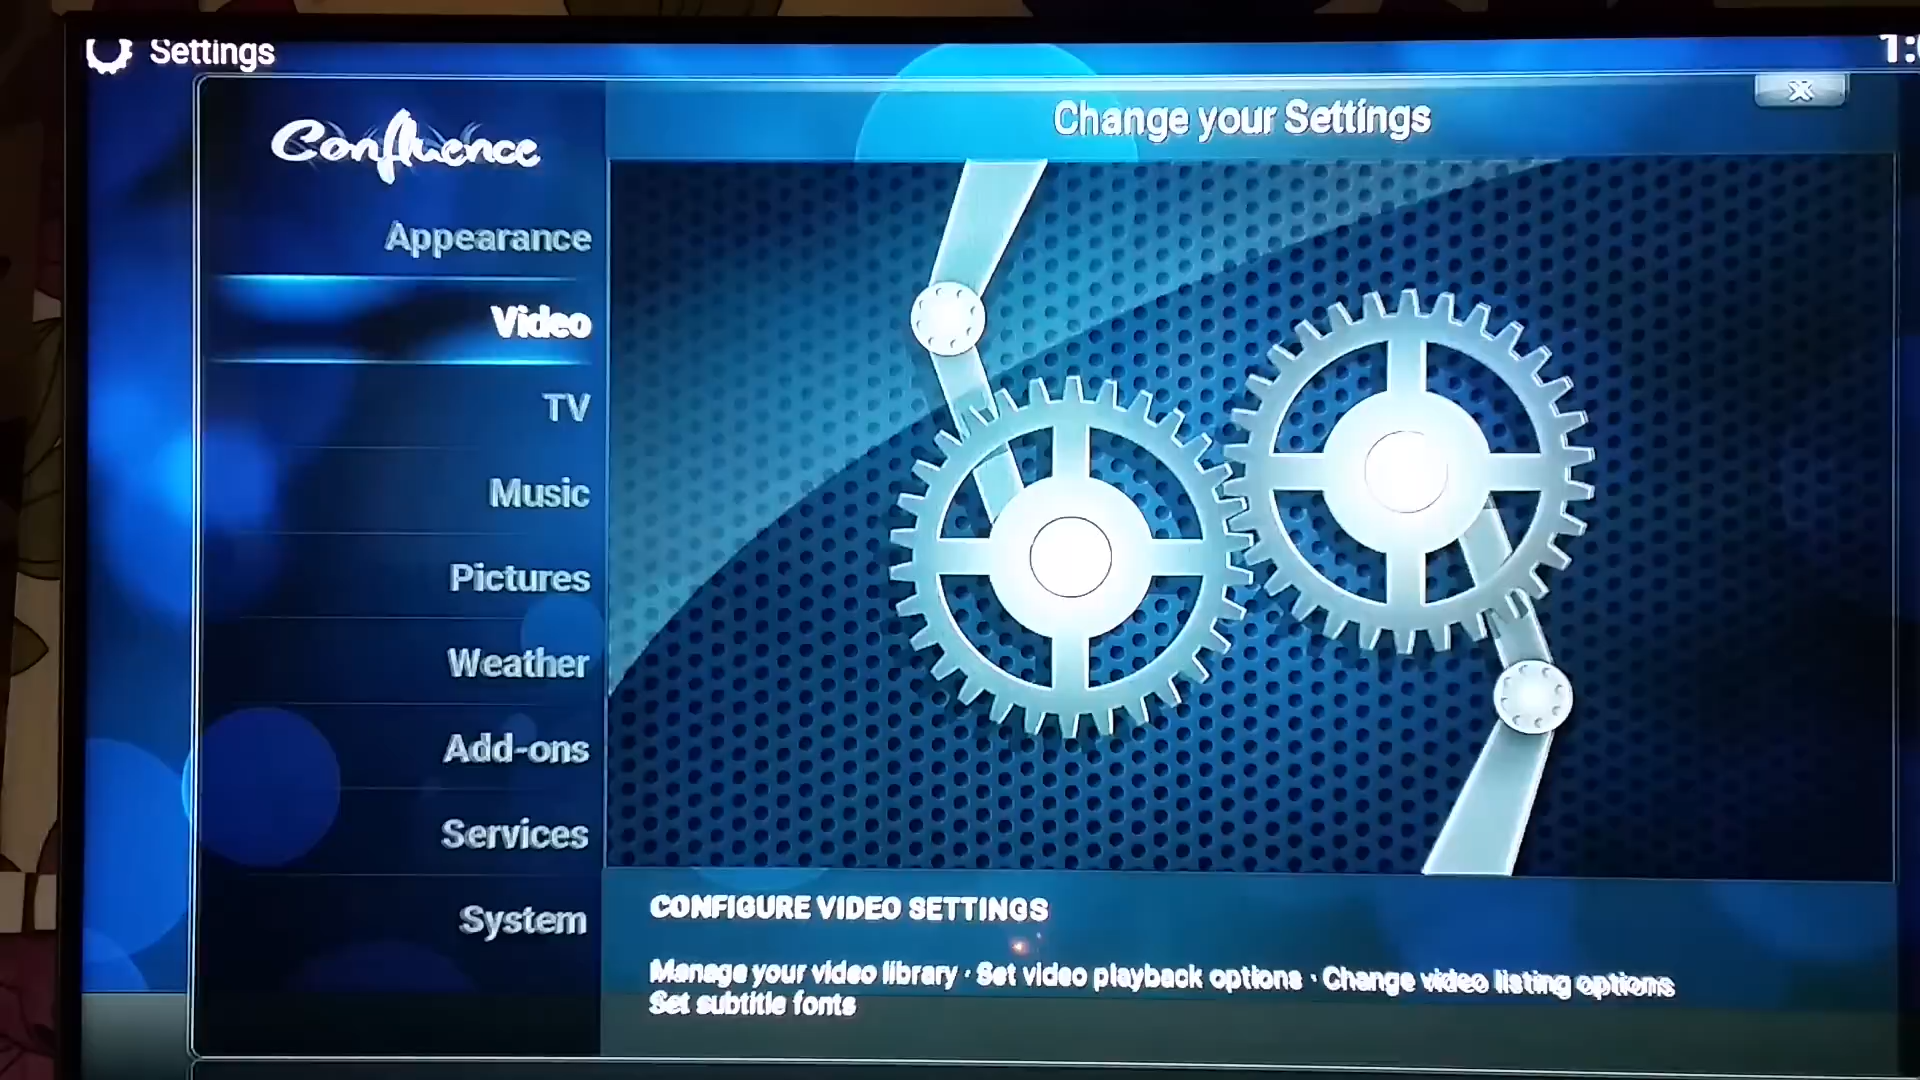 Settings
Change your Settings
Confluence
Appearance
Video
TV
Music
Pictures
Weather
Add-ons
Services
System
CONFIGURE VIDEO SETTINGS
Manage your video library · Set video playback options · Change video listing options
Set subtitle fonts